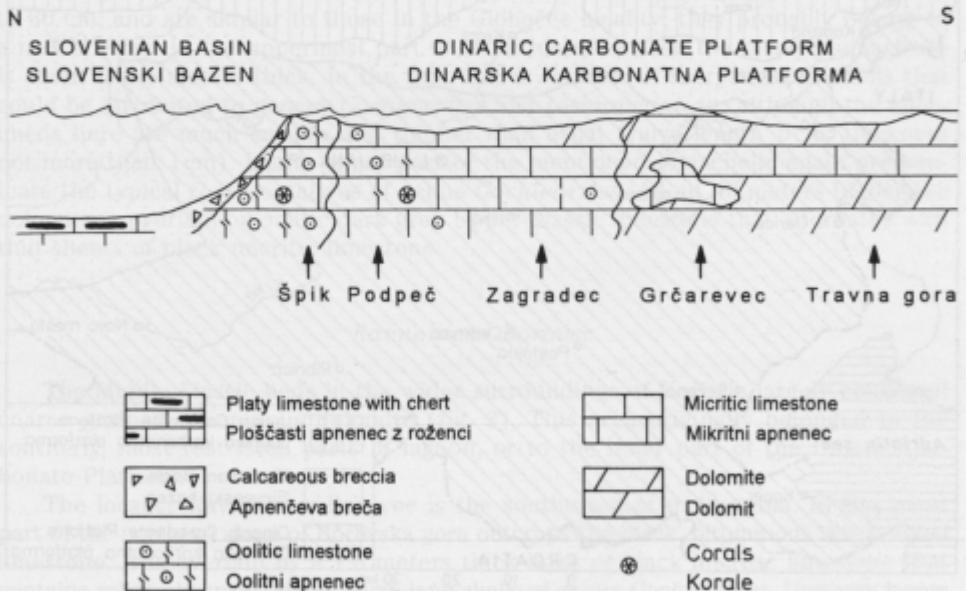 N
S
SLOVENIAN BASIN
SLOVENSKI BAZEN
DINARIC CARBONATE PLATFORM
DINARSKA KARBONATNA PLATFORMA
Špik Podpeč Zagradec Grčarevec Travna gora
Platy limestone with chert
Ploščasti apnenec z roženci
Calcareous breccia
Apnenčeva breča
Oolitic limestone
Oolitni apnenec
Micritic limestone
Mikritni apnenec
Dolomite
Dolomit
Corals
Korale